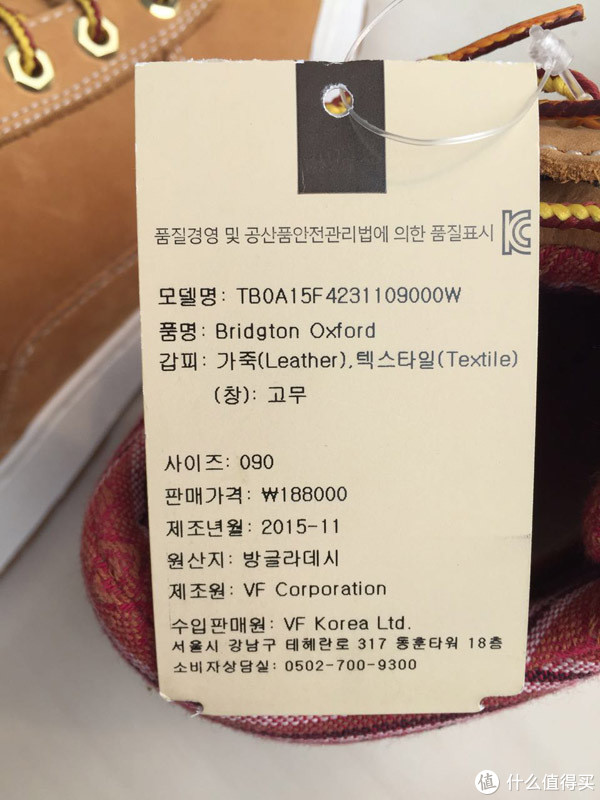 품질경영 및 공산품안전관리법에 의한 품질표시
모델명: TB0A15F4231109000W
품명: Bridgton Oxford
갑피: 가죽(Leather),텍스타일(Textile)
(창): 고무
사이즈: 090
판매가격: ₩188000
제조년월: 2015-11
원산지: 방글라데시
제조원: VF Corporation
수입판매원: VF Korea Ltd.
서울시 강남구 테헤란로 317 동훈타워 18층
소비자상담실: 0502-700-9300
值 什么值得买